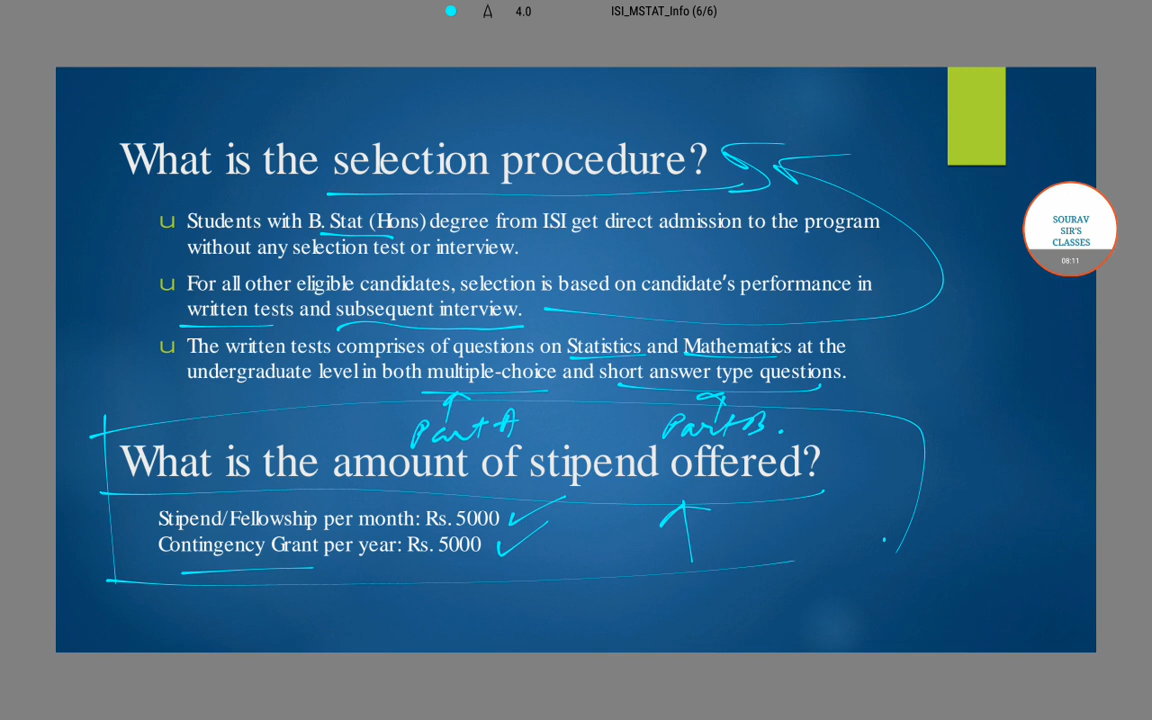 4.0 ISI_MSTAT_Info (6/6)
What is the selection procedure?
u Students with B. Stat (Hons) degree from ISI get direct admission to the program
without any selection test or interview.
u For all other eligible candidates, selection is based on candidate's performance in
written tests and subsequent interview.
u The written tests comprises of questions on Statistics and Mathematics at the
undergraduate level in both multiple-choice and short answer type questions.
Part A Part B.
What is the amount of stipend offered?
Stipend/Fellowship per month: Rs. 5000
Contingency Grant per year: Rs. 5000
SOURAV
SIR'S
CLASSES
08:11